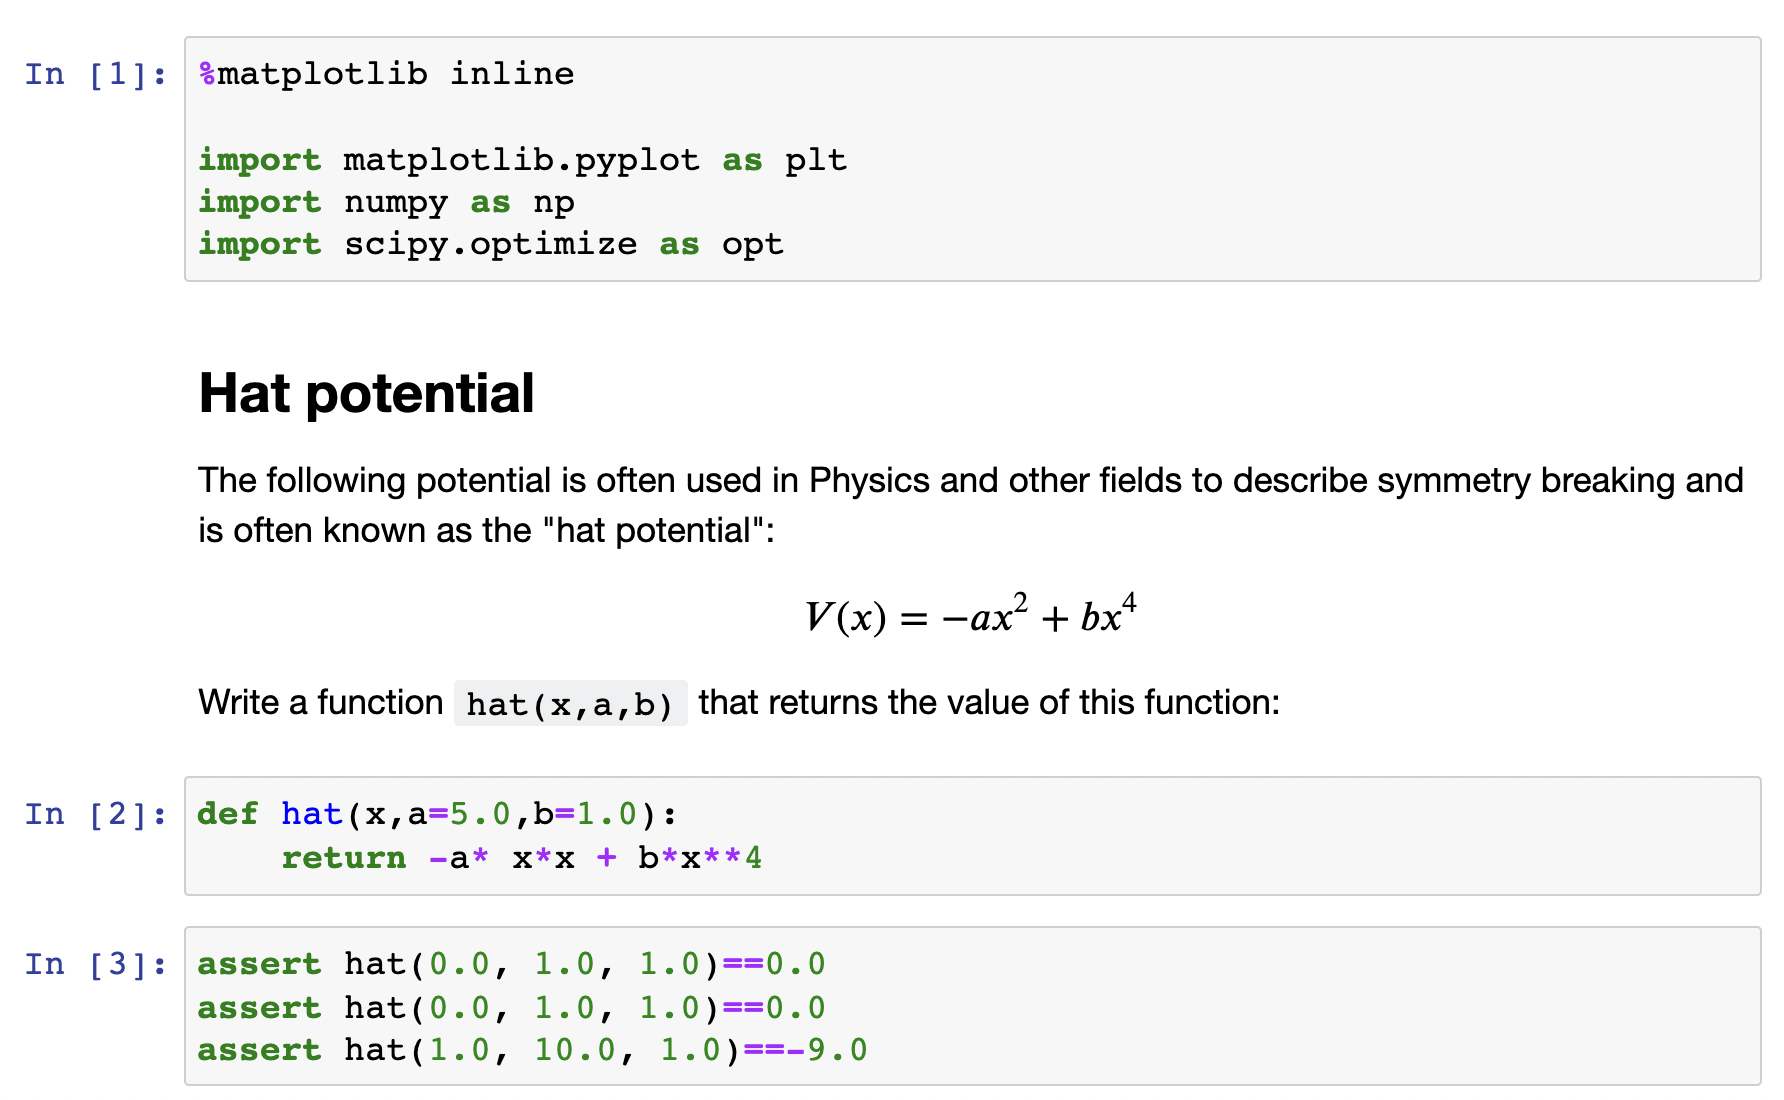 In [1]: %matplotlib inline
import matplotlib.pyplot as plt
import numpy as np
import scipy.optimize as opt
Hat potential
The following potential is often used in Physics and other fields to describe symmetry breaking and
is often known as the "hat potential":
V(x) = −ax² + bx⁴
Write a function hat(x,a,b) that returns the value of this function:
In [2]: def hat(x,a=5.0,b=1.0):
    return -a* x*x + b*x**4
In [3]: assert hat(0.0, 1.0, 1.0)==0.0
assert hat(0.0, 1.0, 1.0)==0.0
assert hat(1.0, 10.0, 1.0)==-9.0